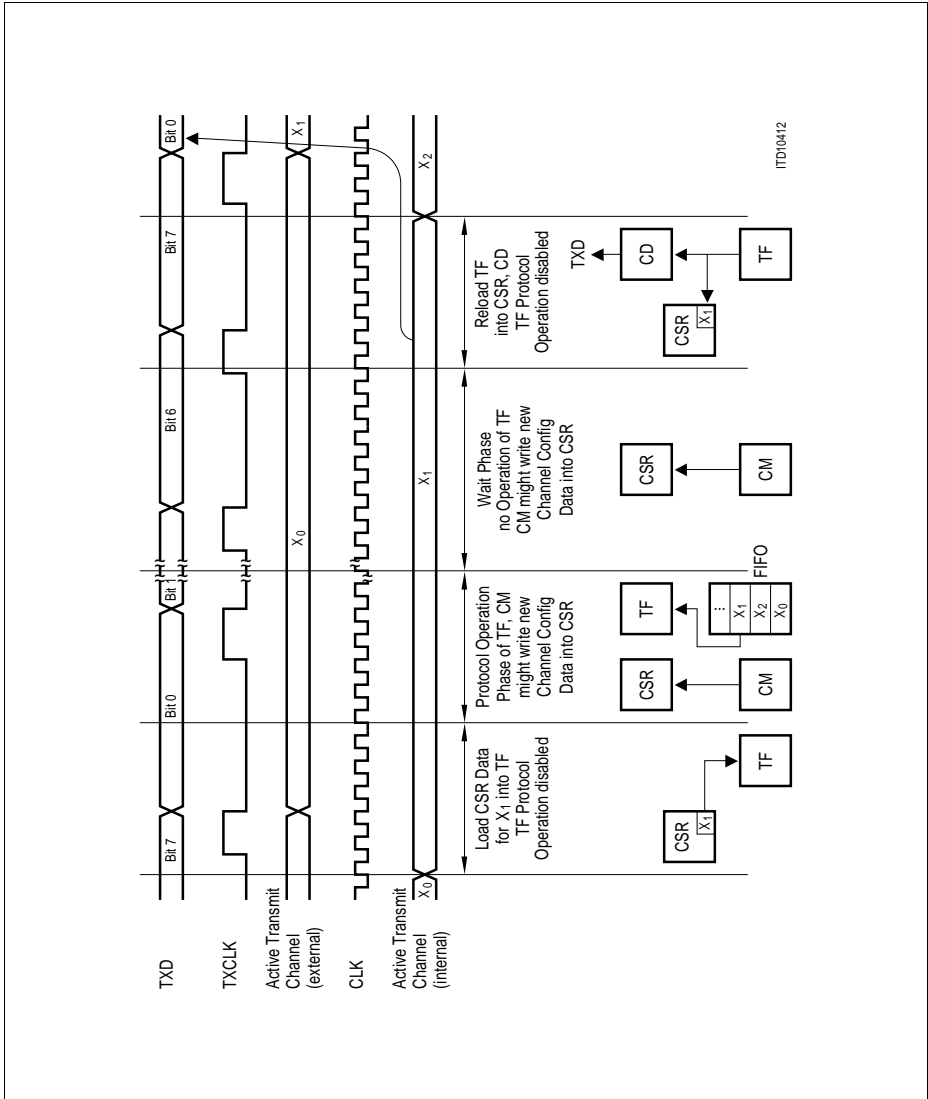 TXD
Bit 7
Bit 0
Bit 1
Bit 6
Bit 7
Bit 0
TXCLK
Active Transmit
Channel
(external)
X0
X1
CLK
Active Transmit
Channel
(internal)
X0
X1
X2
Load CSR Data
for X1 into TF
TF Protocol
Operation disabled
Protocol Operation
Phase of TF, CM
might write new
Channel Config
Data into CSR
Wait Phase
no Operation of TF
CM might write new
Channel Config
Data into CSR
Reload TF
into CSR, CD
TF Protocol
Operation disabled
CSR
X1
TF
CSR
CM
TF
⋮
X1
X2
X0
FIFO
CSR
CM
TXD
CSR
X1
CD
TF
ITD10412